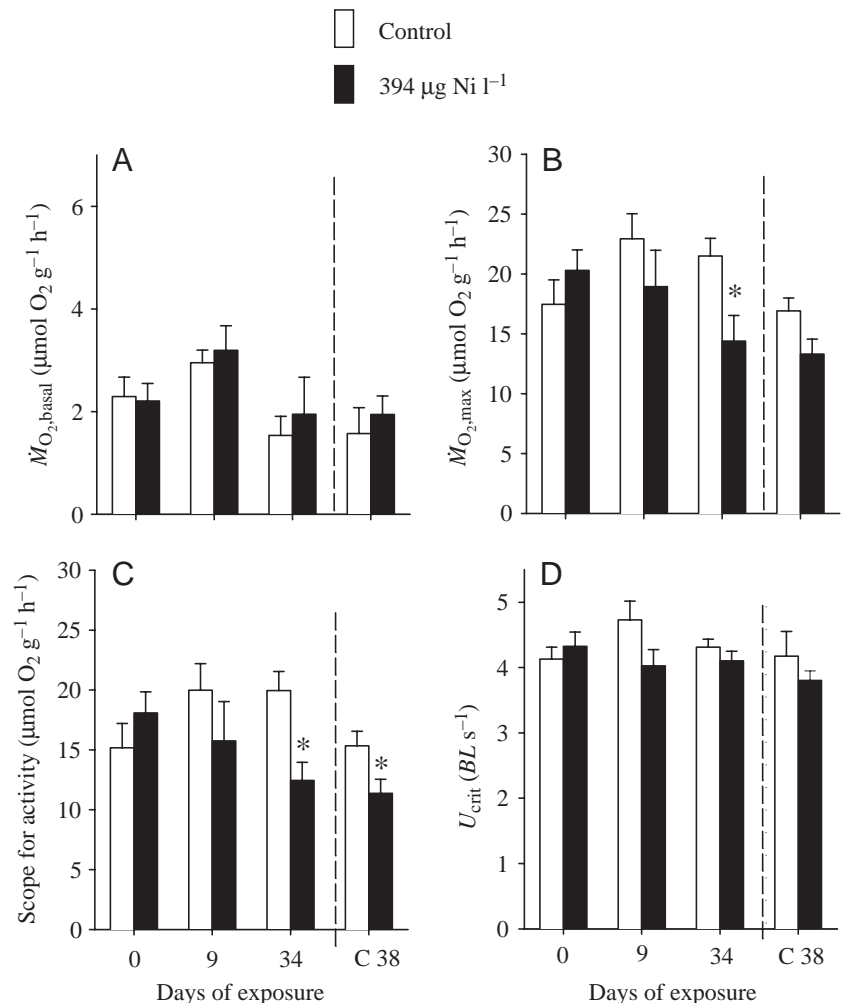 Control
394 µg Ni l⁻¹
A
6
4
2
0
Ṁ_O₂,basal (µmol O₂ g⁻¹ h⁻¹)
B
30
25
20
15
10
5
0
Ṁ_O₂,max (µmol O₂ g⁻¹ h⁻¹)
*
C
30
25
20
15
10
5
0
Scope for activity (µmol O₂ g⁻¹ h⁻¹)
*
*
0 9 34 C 38
Days of exposure
D
5
4
3
2
1
0
U_crit (BL s⁻¹)
0 9 34 C 38
Days of exposure